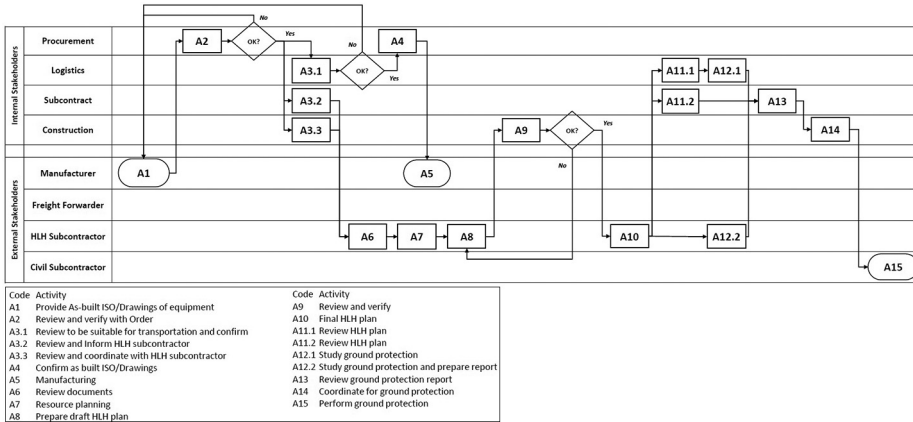 No
Internal Stakeholders
Procurement
A2
OK?
Yes
No
A4
Logistics
A3.1
OK?
Yes
A11.1
A12.1
Subcontract
A3.2
A11.2
A13
Construction
A3.3
A9
OK?
Yes
A14
No
External Stakeholders
Manufacturer
A1
A5
Freight Forwarder
HLH Subcontractor
A6
A7
A8
A10
A12.2
Civil Subcontractor
A15
Code Activity
A1 Provide As-built ISO/Drawings of equipment
A2 Review and verify with Order
A3.1 Review to be suitable for transportation and confirm
A3.2 Review and Inform HLH subcontractor
A3.3 Review and coordinate with HLH subcontractor
A4 Confirm as built ISO/Drawings
A5 Manufacturing
A6 Review documents
A7 Resource planning
A8 Prepare draft HLH plan
Code Activity
A9 Review and verify
A10 Final HLH plan
A11.1 Review HLH plan
A11.2 Review HLH plan
A12.1 Study ground protection
A12.2 Study ground protection and prepare report
A13 Review ground protection report
A14 Coordinate for ground protection
A15 Perform ground protection